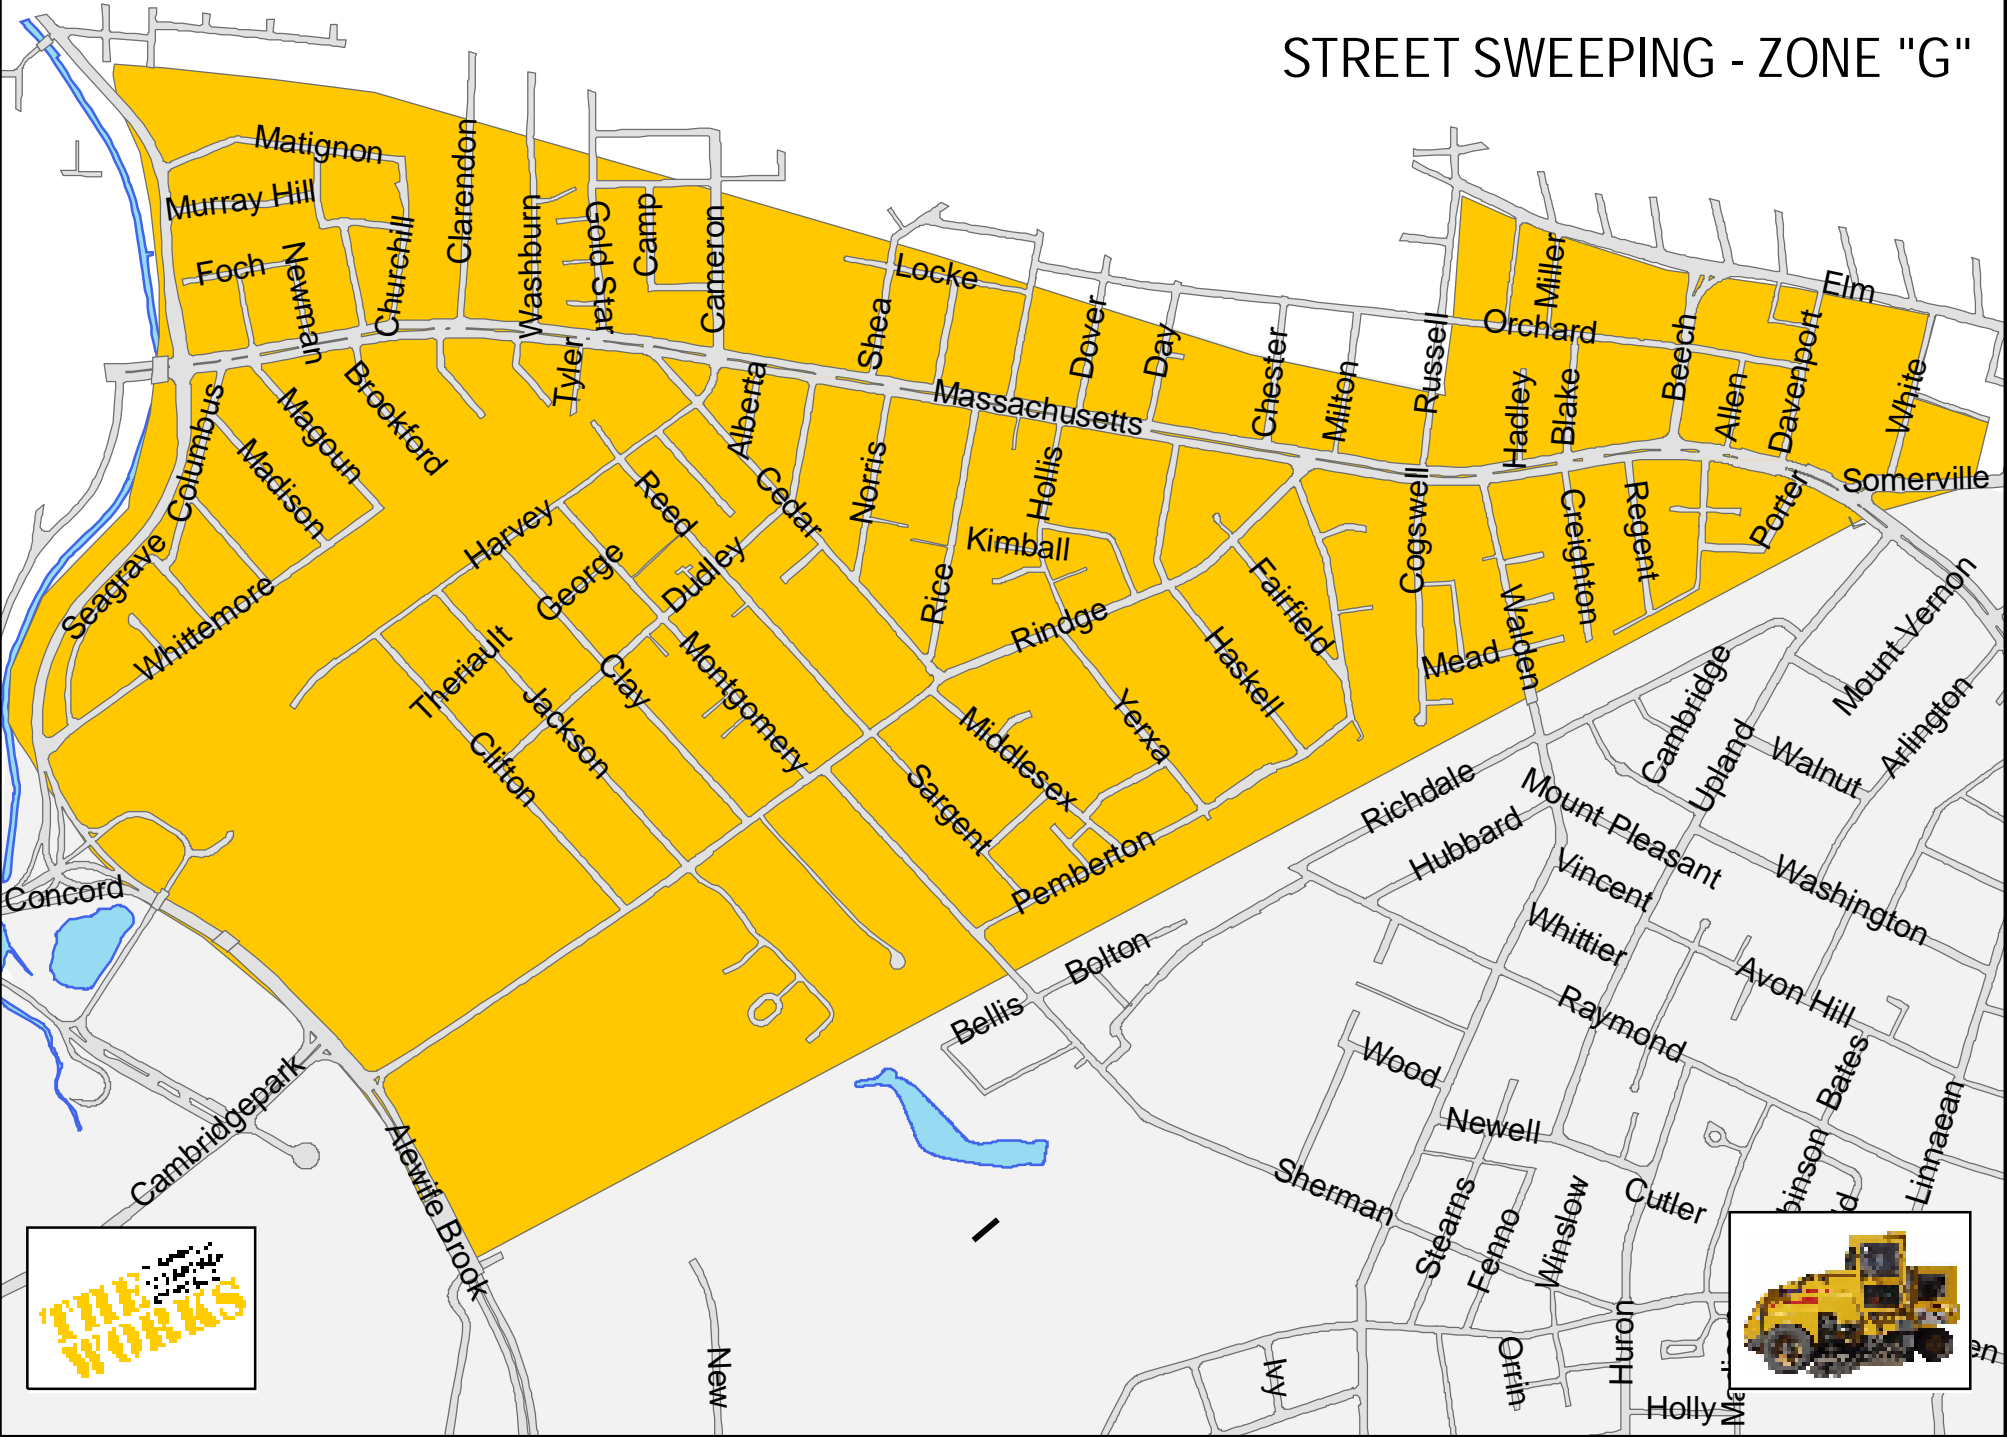 STREET SWEEPING - ZONE "G"
Matignon
Murray Hill
Foch
Newman
Churchill
Clarendon
Washburn
Gold Star
Camp
Cameron
Locke
Shea
Dover
Day
Chester
Milton
Russell
Miller
Orchard
Elm
Hadley
Blake
Beech
Allen
Davenport
White
Massachusetts
Tyler
Alberta
Columbus
Magoun
Brookford
Madison
Seagrave
Whittemore
Harvey
Reed
Cedar
Norris
Hollis
Kimball
Rice
George
Dudley
Rindge
Fairfield
Haskell
Cogswell
Creighton
Regent
Porter
Somerville
Walden
Mead
Theriault
Clifton
Jackson
Clay
Montgomery
Middlesex
Yerxa
Sargent
Pemberton
Mount Vernon
Cambridge
Upland
Walnut
Arlington
Richdale
Hubbard
Mount Pleasant
Vincent
Whittier
Washington
Avon Hill
Raymond
Bates
Linnaean
Concord
Bolton
Bellis
Wood
Newell
Cambridgepark
Alewife Brook
Sherman
Stearns
Fenno
Winslow
Cutler
binson
d
New
Ivy
Orrin
Huron
Holly
en
THE
WORKS